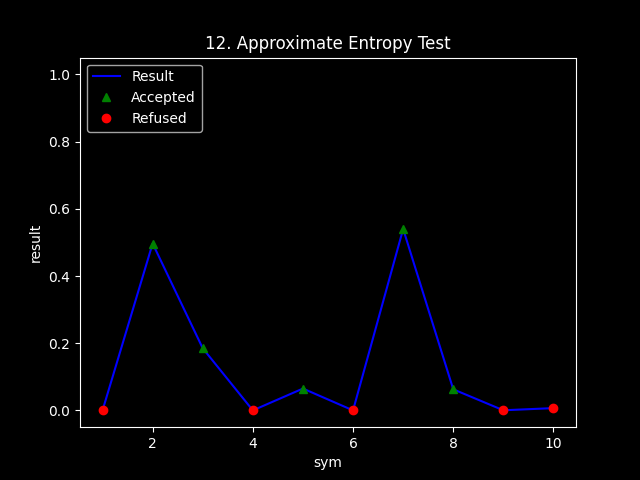 12. Approximate Entropy Test
Result
Accepted
Refused
1.0
0.8
0.6
0.4
0.2
0.0
result
2 4 6 8 10
sym